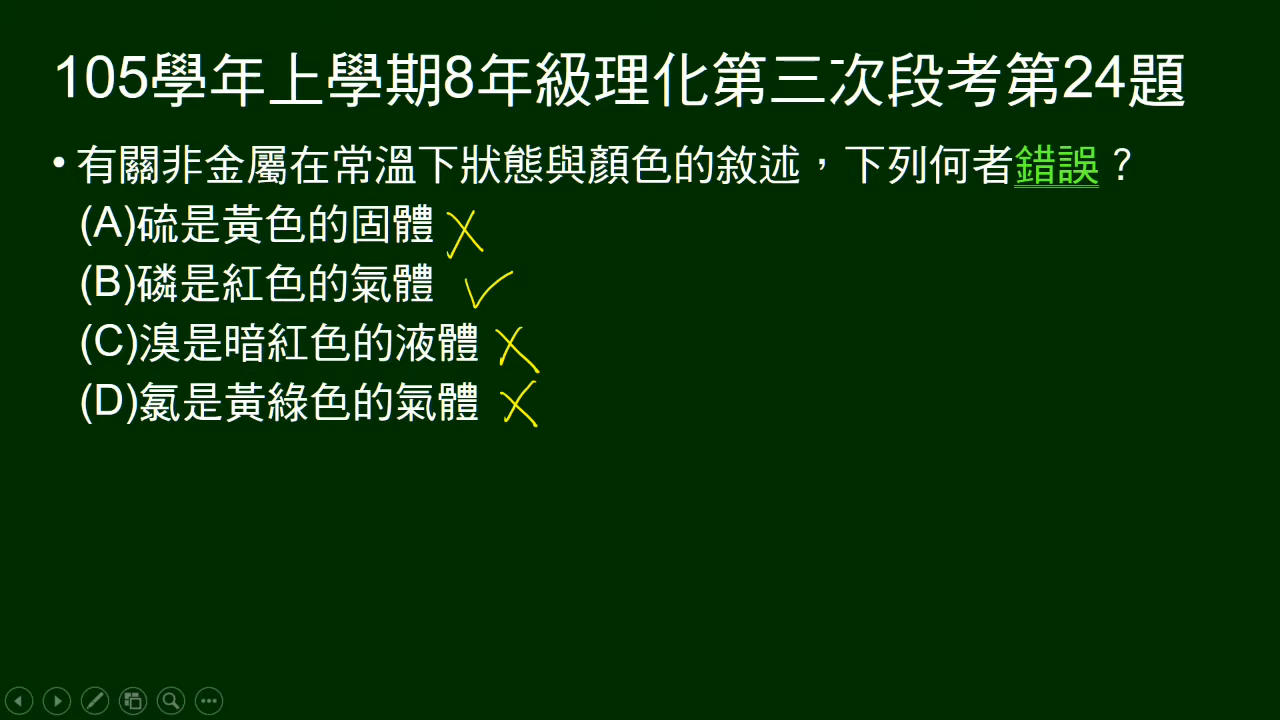 105學年上學期8年級理化第三次段考第24題
•有關非金屬在常溫下狀態與顏色的敘述，下列何者錯誤？
(A)硫是黃色的固體
(B)磷是紅色的氣體
(C)溴是暗紅色的液體
(D)氯是黃綠色的氣體